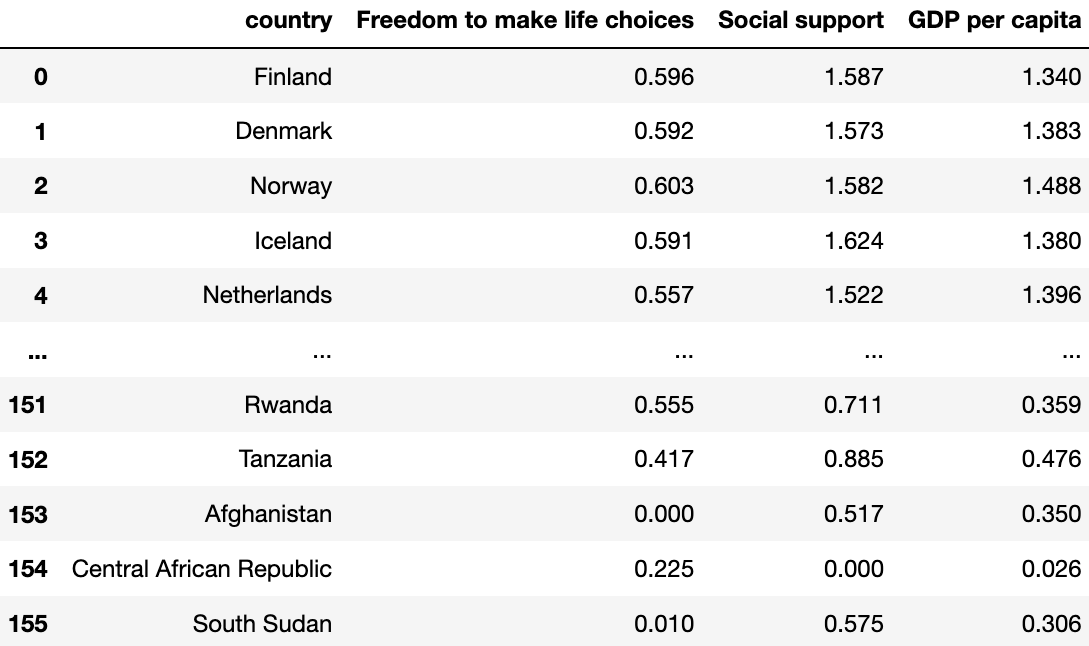 country Freedom to make life choices Social support GDP per capita
0 Finland 0.596 1.587 1.340
1 Denmark 0.592 1.573 1.383
2 Norway 0.603 1.582 1.488
3 Iceland 0.591 1.624 1.380
4 Netherlands 0.557 1.522 1.396
... ... ... ... ...
151 Rwanda 0.555 0.711 0.359
152 Tanzania 0.417 0.885 0.476
153 Afghanistan 0.000 0.517 0.350
154 Central African Republic 0.225 0.000 0.026
155 South Sudan 0.010 0.575 0.306